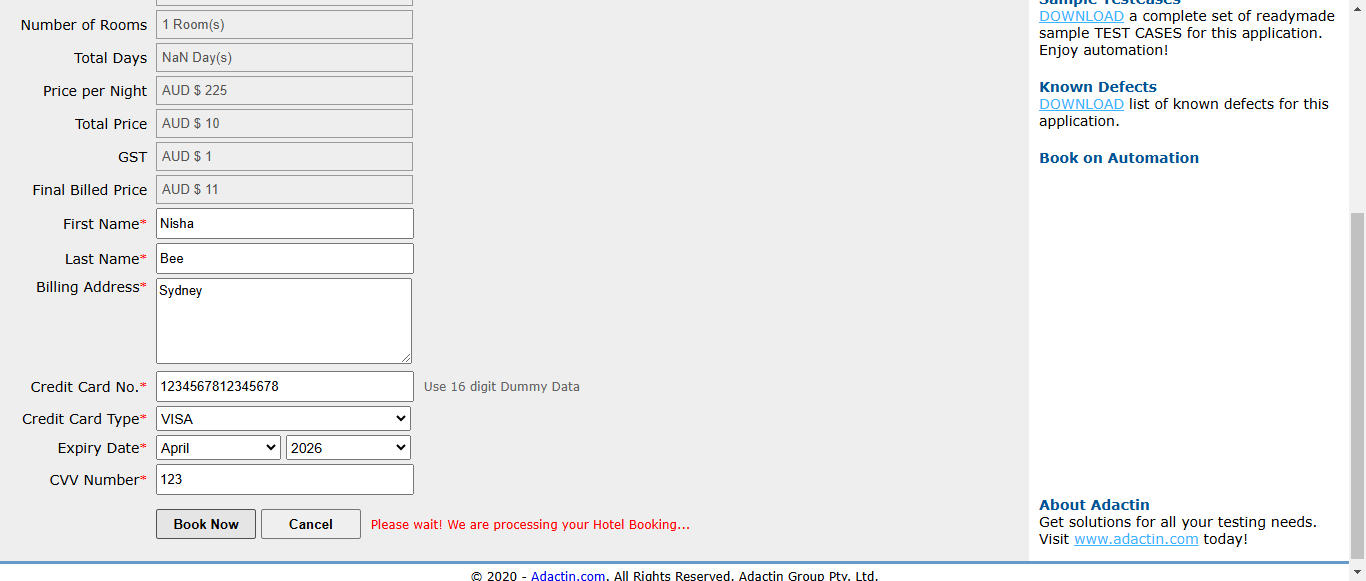 Number of Rooms 1 Room(s)
Total Days NaN Day(s)
Price per Night AUD $ 225
Total Price AUD $ 10
GST AUD $ 1
Final Billed Price AUD $ 11
First Name* Nisha
Last Name* Bee
Billing Address* Sydney
Credit Card No.* 1234567812345678 Use 16 digit Dummy Data
Credit Card Type* VISA
Expiry Date* April 2026
CVV Number* 123
Book Now Cancel Please wait! We are processing your Hotel Booking...
Sample TestCases
DOWNLOAD a complete set of readymade
sample TEST CASES for this application.
Enjoy automation!
Known Defects
DOWNLOAD list of known defects for this
application.
Book on Automation
About Adactin
Get solutions for all your testing needs.
Visit www.adactin.com today!
© 2020 - Adactin.com. All Rights Reserved. Adactin Group Pty. Ltd.